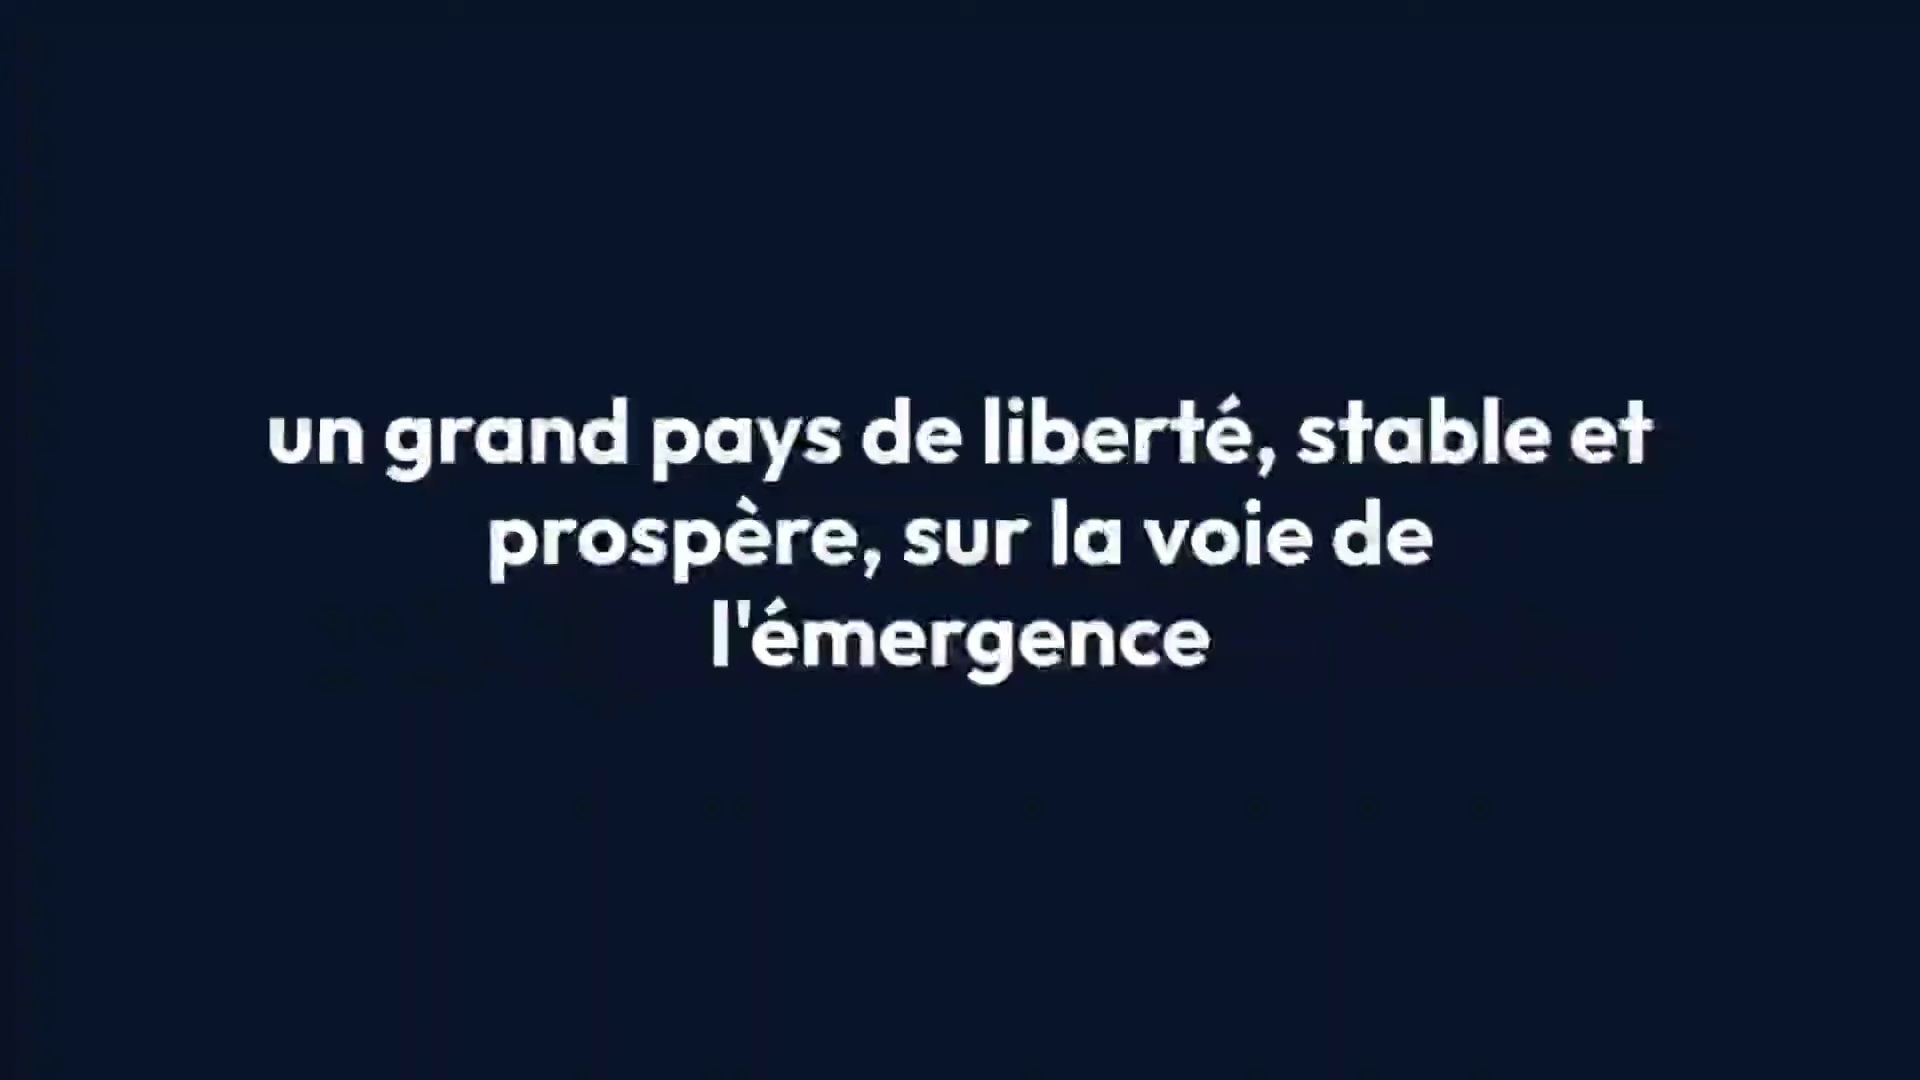 un grand pays de liberté, stable et
prospère, sur la voie de
l'émergence